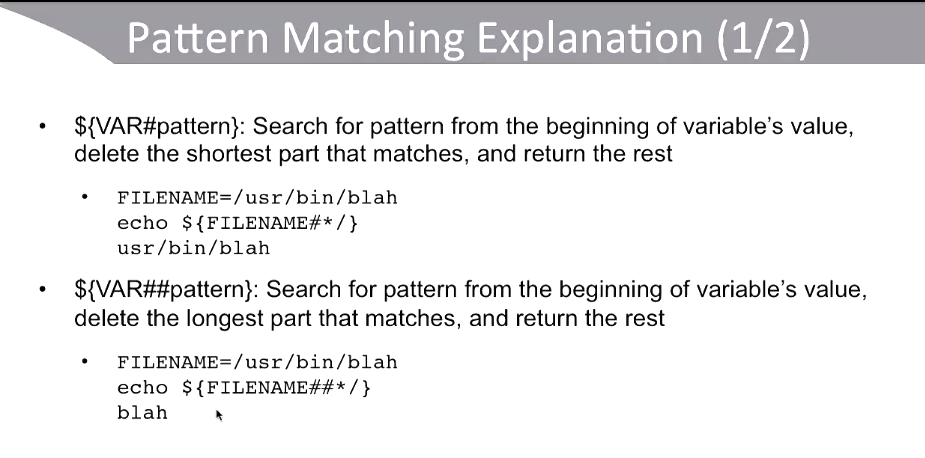 Pattern Matching Explanation (1/2)
• ${VAR#pattern}: Search for pattern from the beginning of variable's value,
delete the shortest part that matches, and return the rest
• FILENAME=/usr/bin/blah
echo ${FILENAME#*/}
usr/bin/blah
• ${VAR##pattern}: Search for pattern from the beginning of variable's value,
delete the longest part that matches, and return the rest
• FILENAME=/usr/bin/blah
echo ${FILENAME##*/}
blah